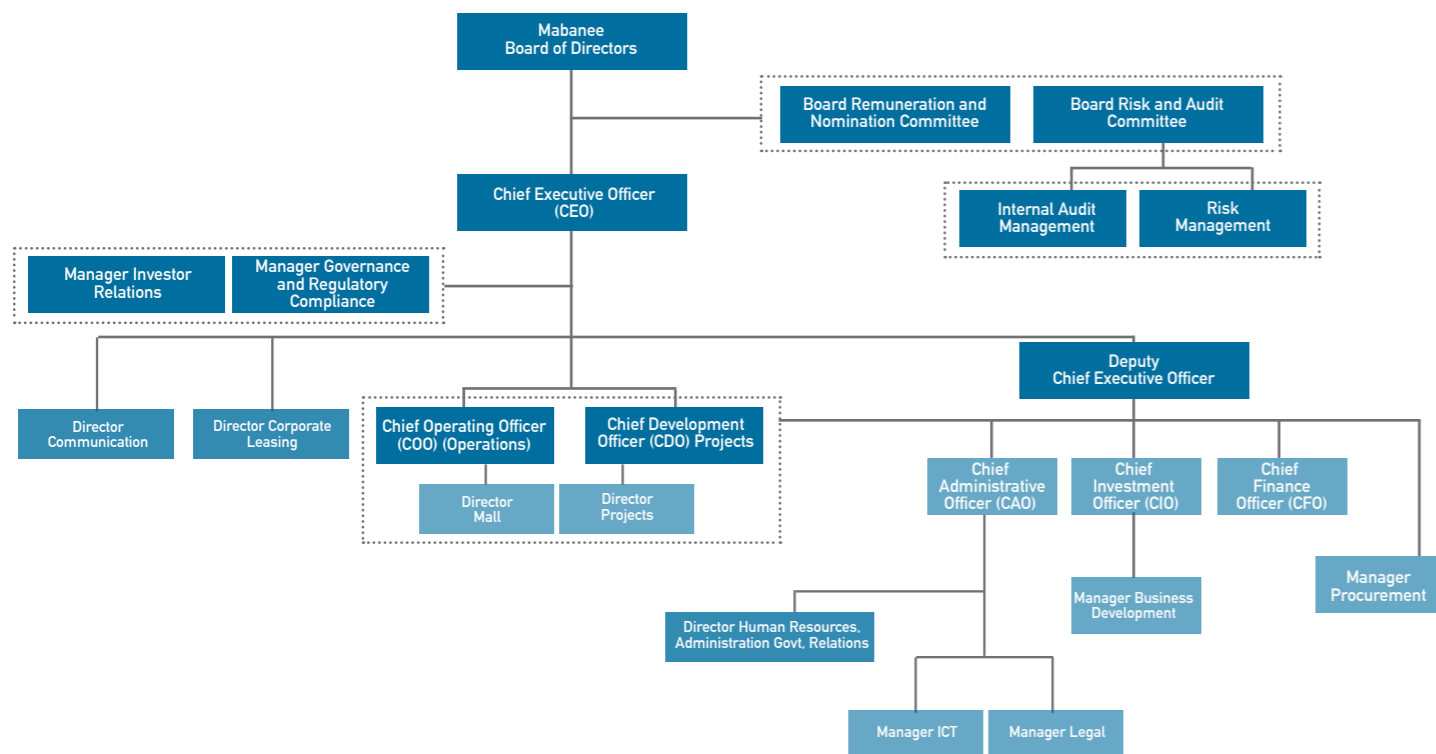 Mabanee
Board of Directors
Board Remuneration and
Nomination Committee
Board Risk and Audit
Committee
Chief Executive Officer
(CEO)
Internal Audit
Management
Risk
Management
Manager Investor
Relations
Manager Governance
and Regulatory
Compliance
Deputy
Chief Executive Officer
Director
Communication
Director Corporate
Leasing
Chief Operating Officer
(COO) (Operations)
Chief Development
Officer (CDO) Projects
Director
Mall
Director
Projects
Chief
Administrative
Officer (CAO)
Chief
Investment
Officer (CIO)
Chief
Finance
Officer (CFO)
Manager
Procurement
Manager Business
Development
Director Human Resources,
Administration Govt, Relations
Manager ICT
Manager Legal